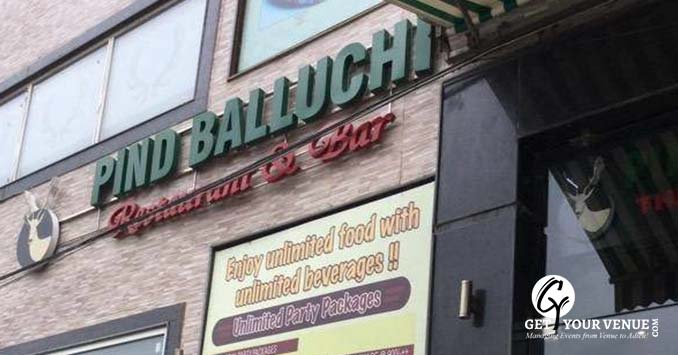 PIND BALLUCHI
Restaurant & Bar
Enjoy unlimited food with
unlimited beverages !!
Unlimited Party Packages
GET YOUR VENUE
.COM
Managing Events from Venue to Adieu!